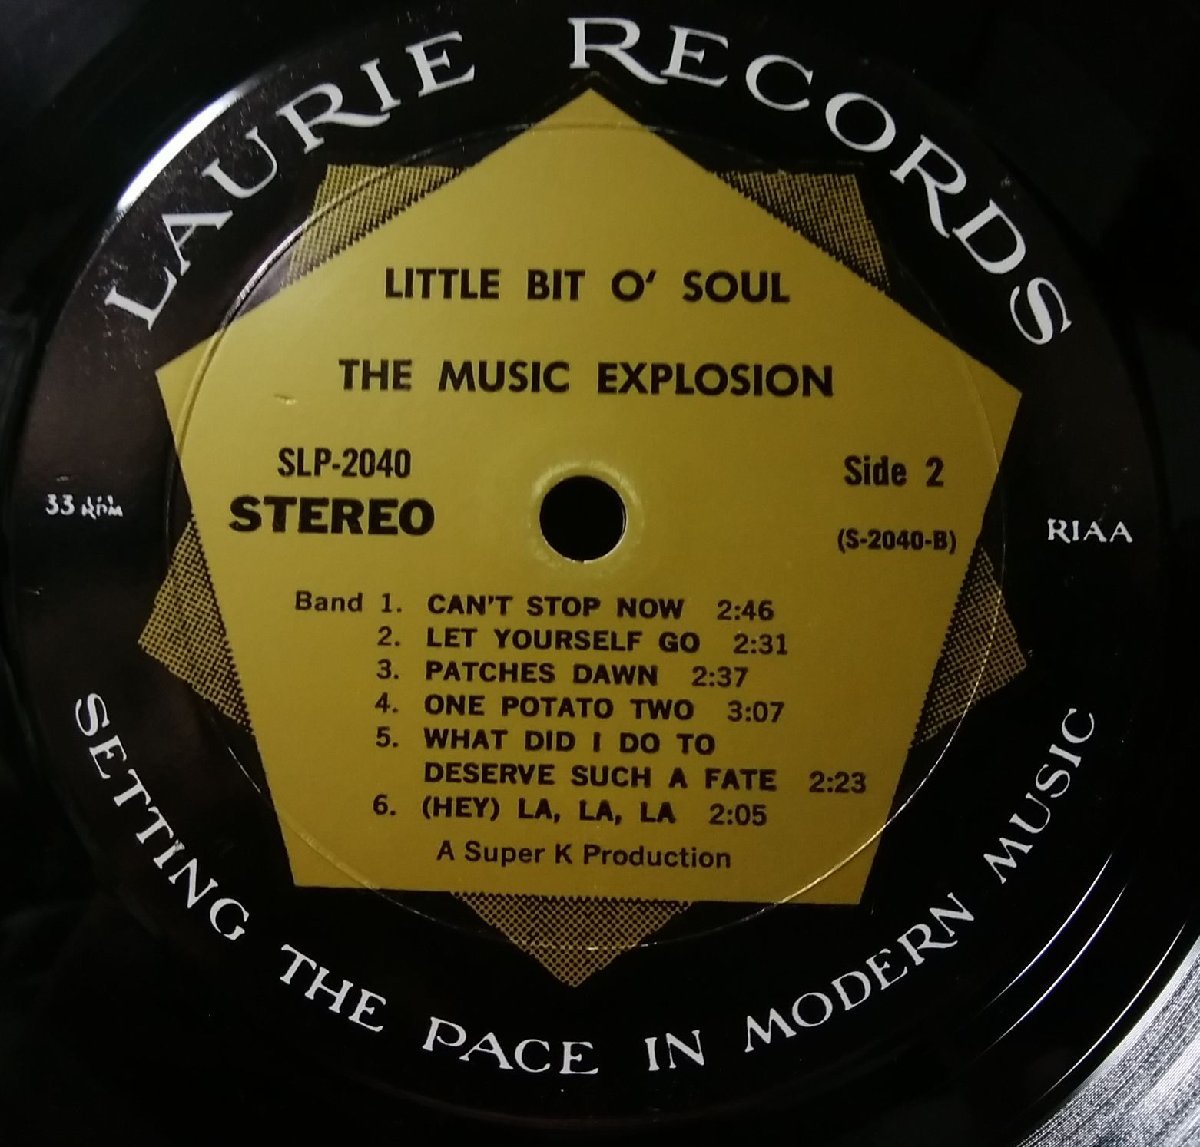 LAURIE RECORDS
LITTLE BIT O' SOUL
THE MUSIC EXPLOSION
SLP-2040
STEREO
Side 2
(S-2040-B)
33 ⅓ RPM
RIAA
Band 1. CAN'T STOP NOW 2:46
2. LET YOURSELF GO 2:31
3. PATCHES DAWN 2:37
4. ONE POTATO TWO 3:07
5. WHAT DID I DO TO
DESERVE SUCH A FATE 2:23
6. (HEY) LA, LA, LA 2:05
A Super K Production
SETTING THE PACE IN MODERN MUSIC